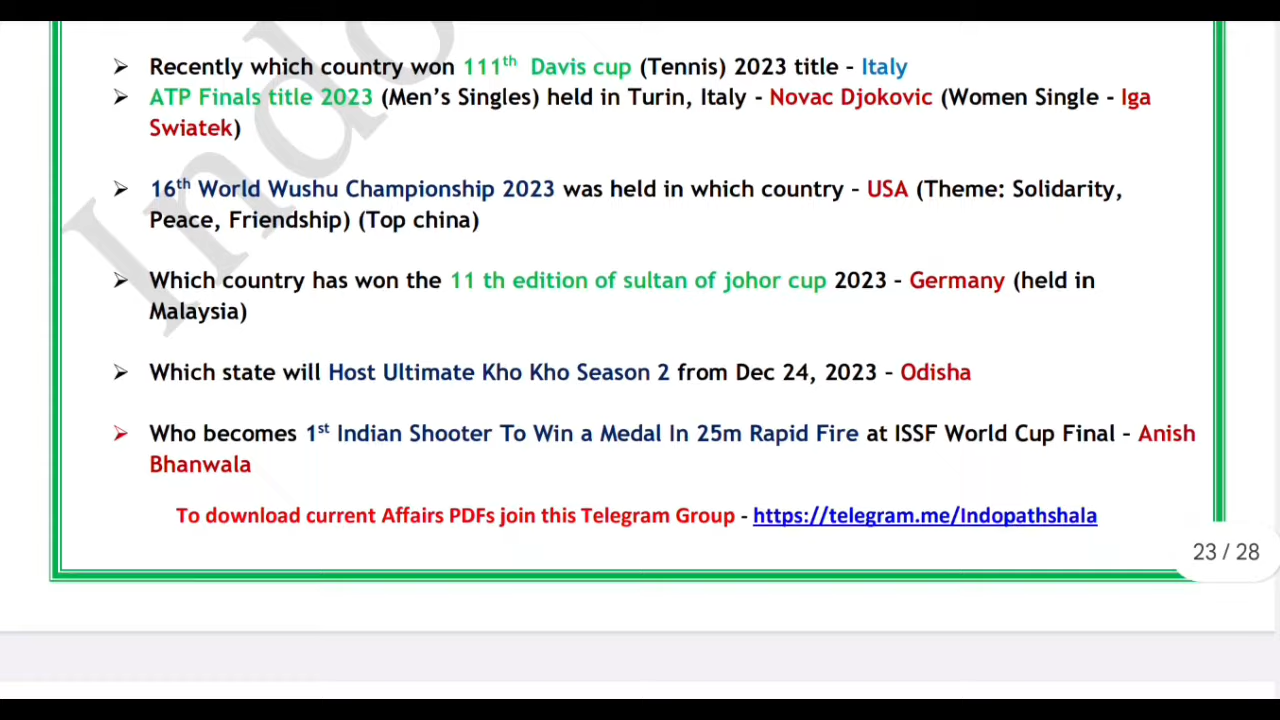 Indo
➢ Recently which country won 111th Davis cup (Tennis) 2023 title - Italy
➢ ATP Finals title 2023 (Men's Singles) held in Turin, Italy - Novac Djokovic (Women Single - Iga
Swiatek)
➢ 16th World Wushu Championship 2023 was held in which country - USA (Theme: Solidarity,
Peace, Friendship) (Top china)
➢ Which country has won the 11 th edition of sultan of johor cup 2023 - Germany (held in
Malaysia)
➢ Which state will Host Ultimate Kho Kho Season 2 from Dec 24, 2023 - Odisha
➢ Who becomes 1st Indian Shooter To Win a Medal In 25m Rapid Fire at ISSF World Cup Final - Anish
Bhanwala
To download current Affairs PDFs join this Telegram Group - https://telegram.me/Indopathshala
23 / 28